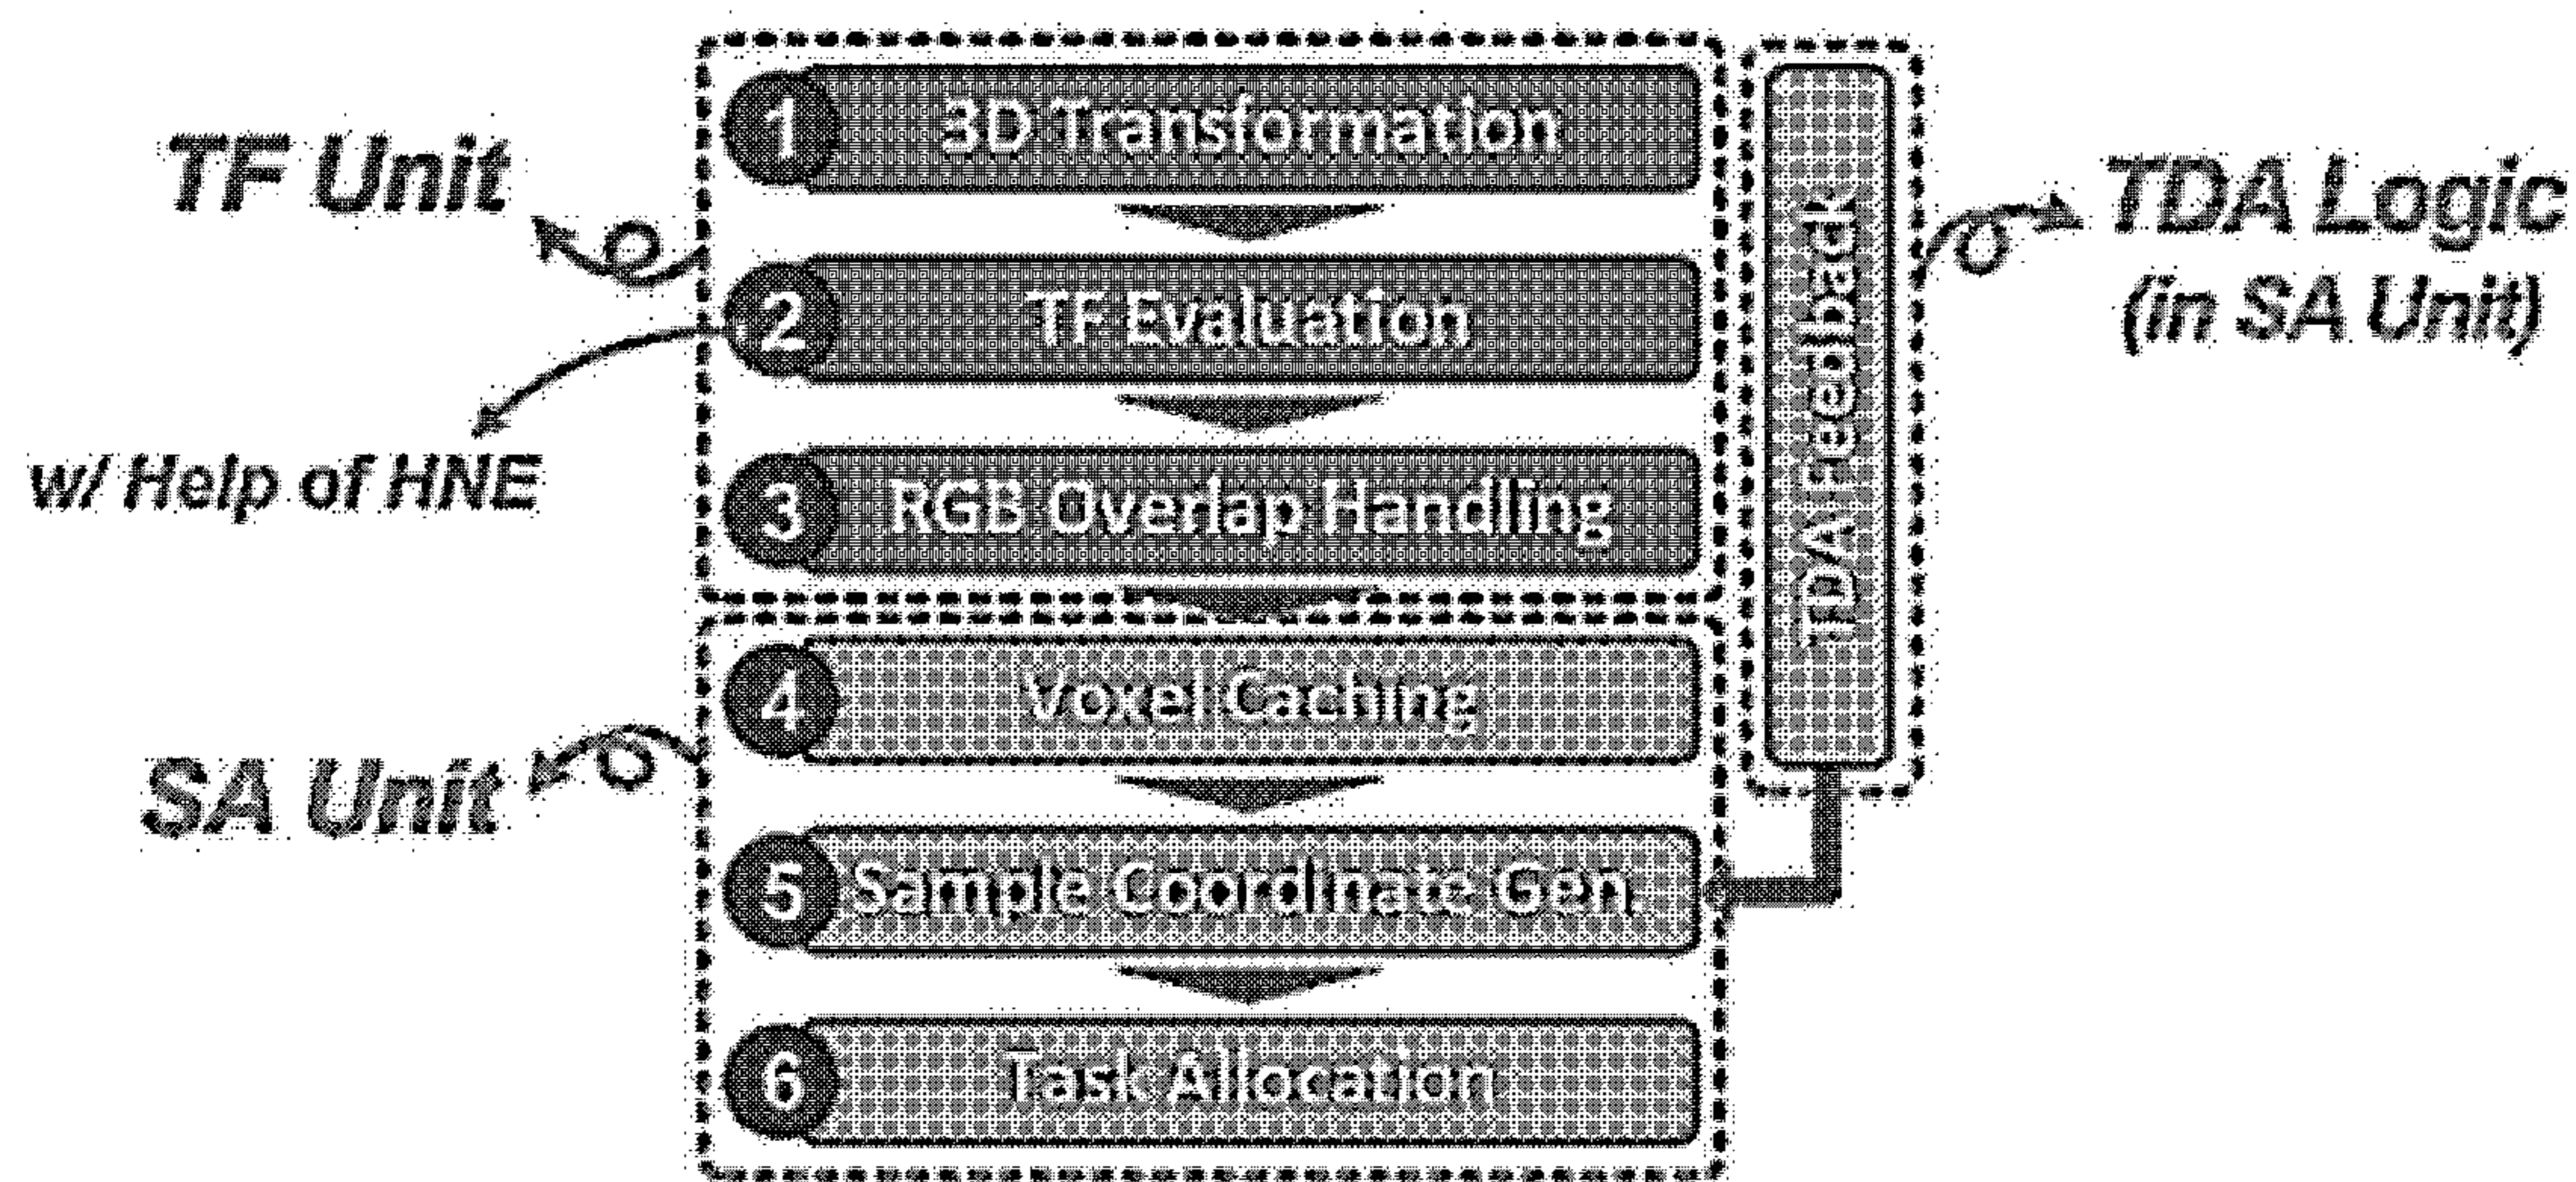 1 3D Transformation
TF Unit
2 TF Evaluation
w/ Help of HNE
3 RGB Overlap Handling
4 Voxel Caching
SA Unit
5 Sample Coordinate Gen.
6 Task Allocation
TDA Feedback
TDA Logic
(in SA Unit)